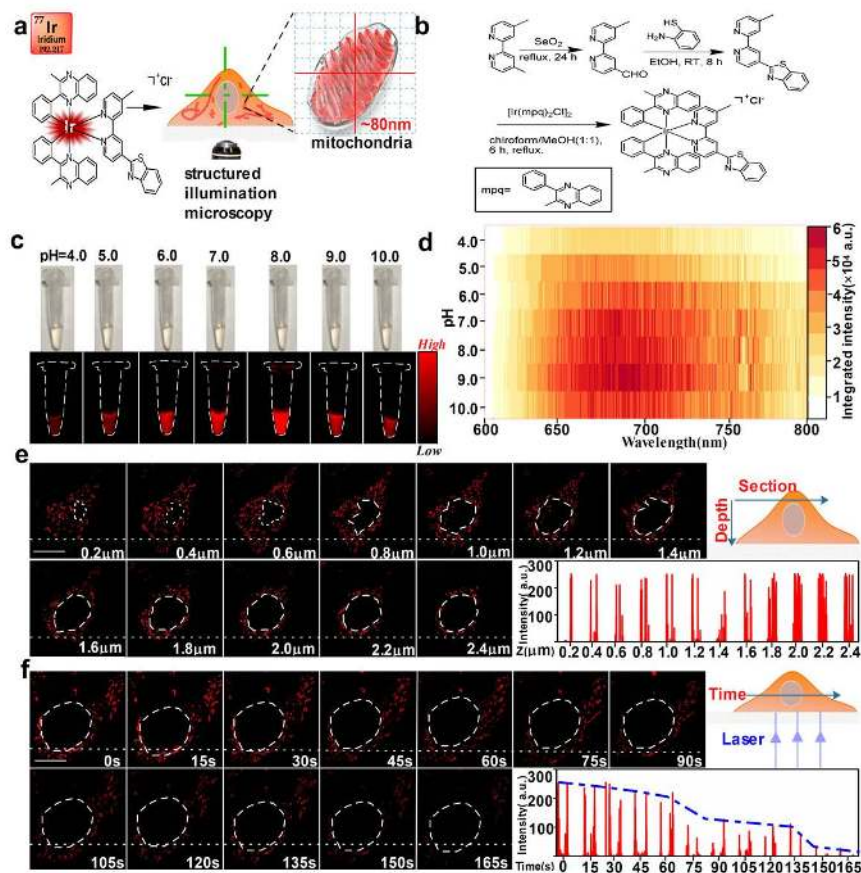 a
77
Ir
Iridium
192.217
⁺Cl⁻
Ir
~80nm
mitochondria
structured
illumination
microscopy
b
SeO₂
reflux, 24 h
CHO
HS
H₂N
EtOH, RT, 8 h
[Ir(mpq)₂Cl]₂
chiroform/MeOH(1:1),
6 h, reflux.
⁺Cl⁻
Ir
mpq=
c
pH=4.0 5.0 6.0 7.0 8.0 9.0 10.0
High
Low
d
pH
4.0
5.0
6.0
7.0
8.0
9.0
10.0
600 650 700 750 800
Wavelength(nm)
6
5
4
3
2
1
Integrated intensity(×10⁴ a.u.)
e
0.2μm 0.4μm 0.6μm 0.8μm 1.0μm 1.2μm 1.4μm
Section
Depth
1.6μm 1.8μm 2.0μm 2.2μm 2.4μm
Intensity( a.u.)
300
200
100
Z(μm) 0.2 0.4 0.6 0.8 1.0 1.2 1.4 1.6 1.8 2.0 2.2 2.4
f
0s 15s 30s 45s 60s 75s 90s
Time
Laser
105s 120s 135s 150s 165s
Intensity( a.u.)
300
200
100
Time(s) 0 15 30 45 60 75 90 105 120 135 150 165